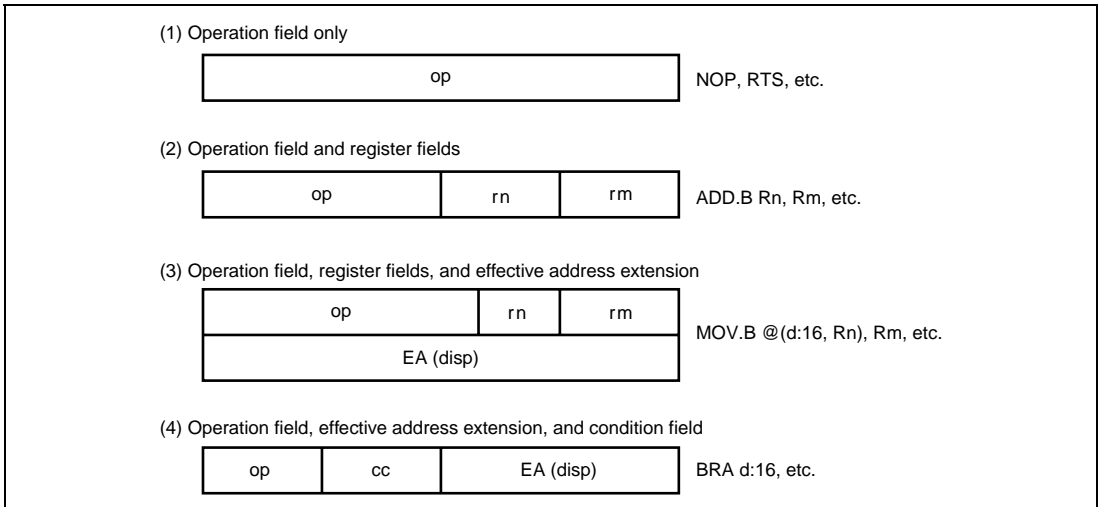 (1) Operation field only
op
NOP, RTS, etc.
(2) Operation field and register fields
op rn rm
ADD.B Rn, Rm, etc.
(3) Operation field, register fields, and effective address extension
op rn rm
EA (disp)
MOV.B @(d:16, Rn), Rm, etc.
(4) Operation field, effective address extension, and condition field
op cc EA (disp)
BRA d:16, etc.